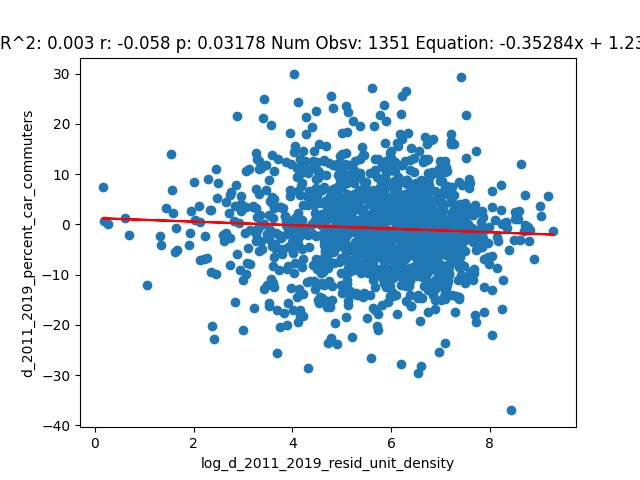 R^2: 0.003 r: -0.058 p: 0.03178 Num Obsv: 1351 Equation: -0.35284x + 1.23
d_2011_2019_percent_car_commuters
30
20
10
0
−10
−20
−30
−40
0 2 4 6 8
log_d_2011_2019_resid_unit_density